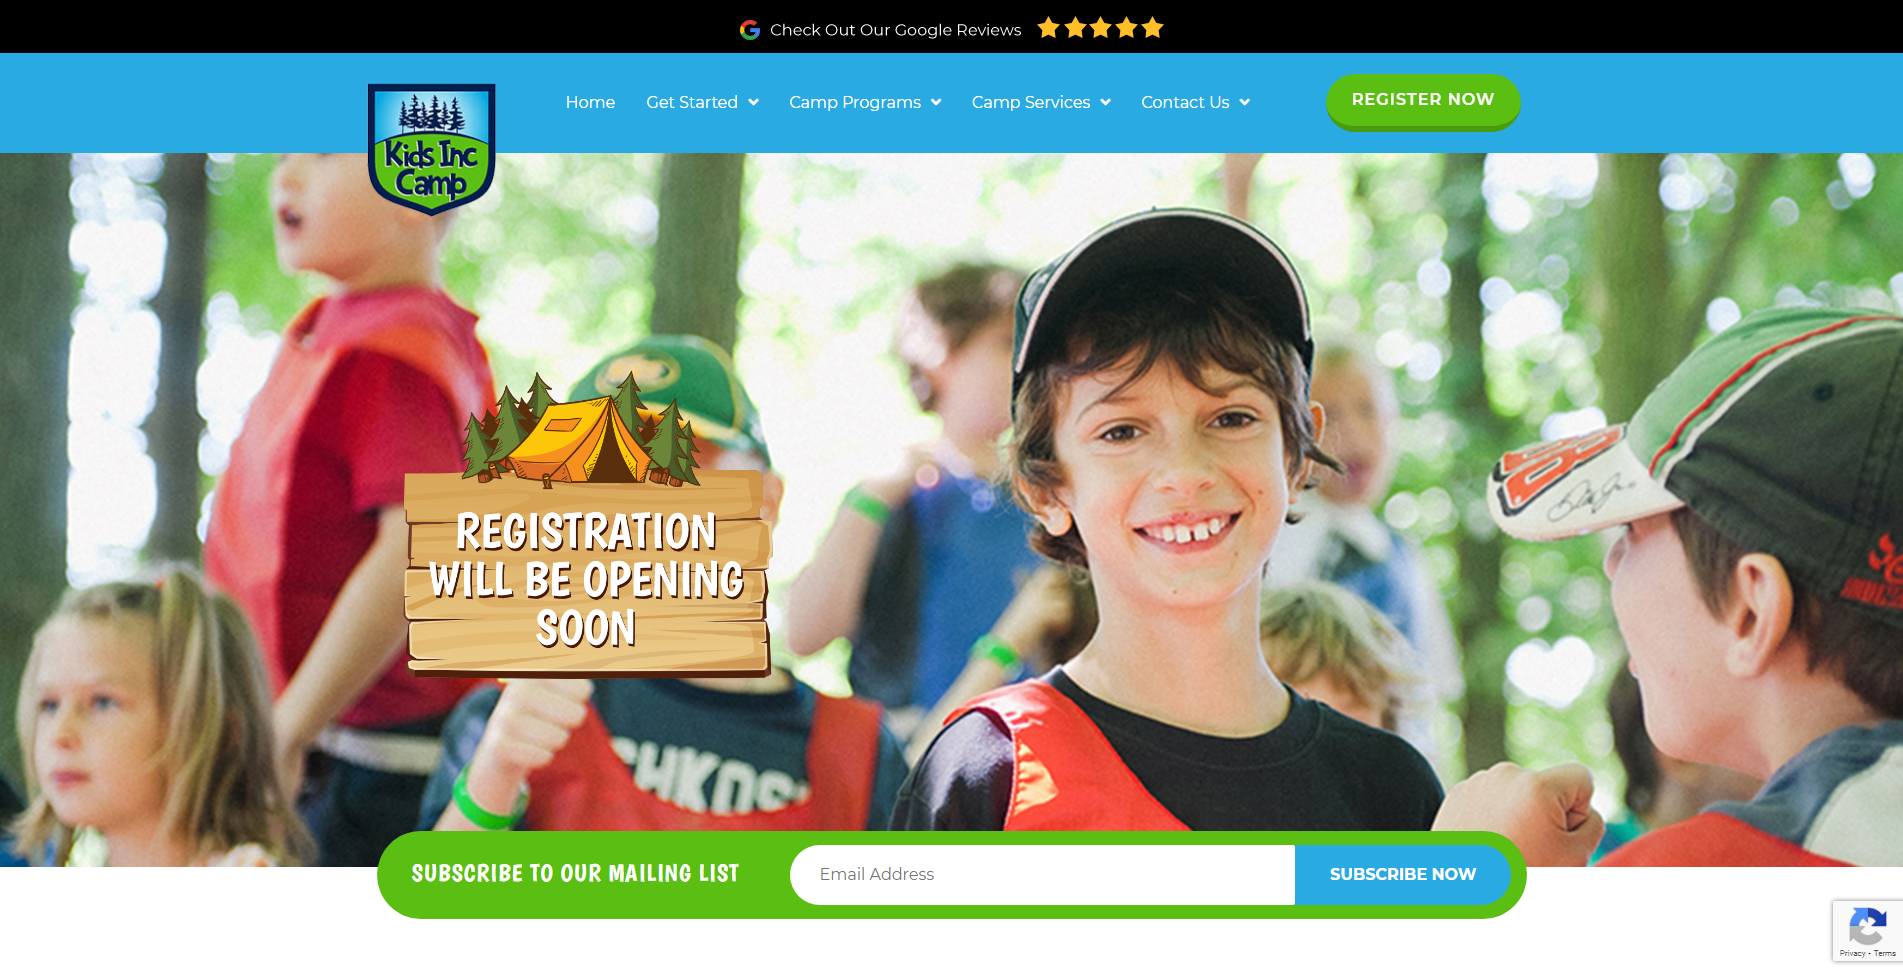 Check Out Our Google Reviews
Kids Inc
Camp
Home
Get Started
Camp Programs
Camp Services
Contact Us
REGISTER NOW
REGISTRATION
WILL BE OPENING
SOON
SUBSCRIBE TO OUR MAILING LIST
Email Address
SUBSCRIBE NOW
Privacy - Terms